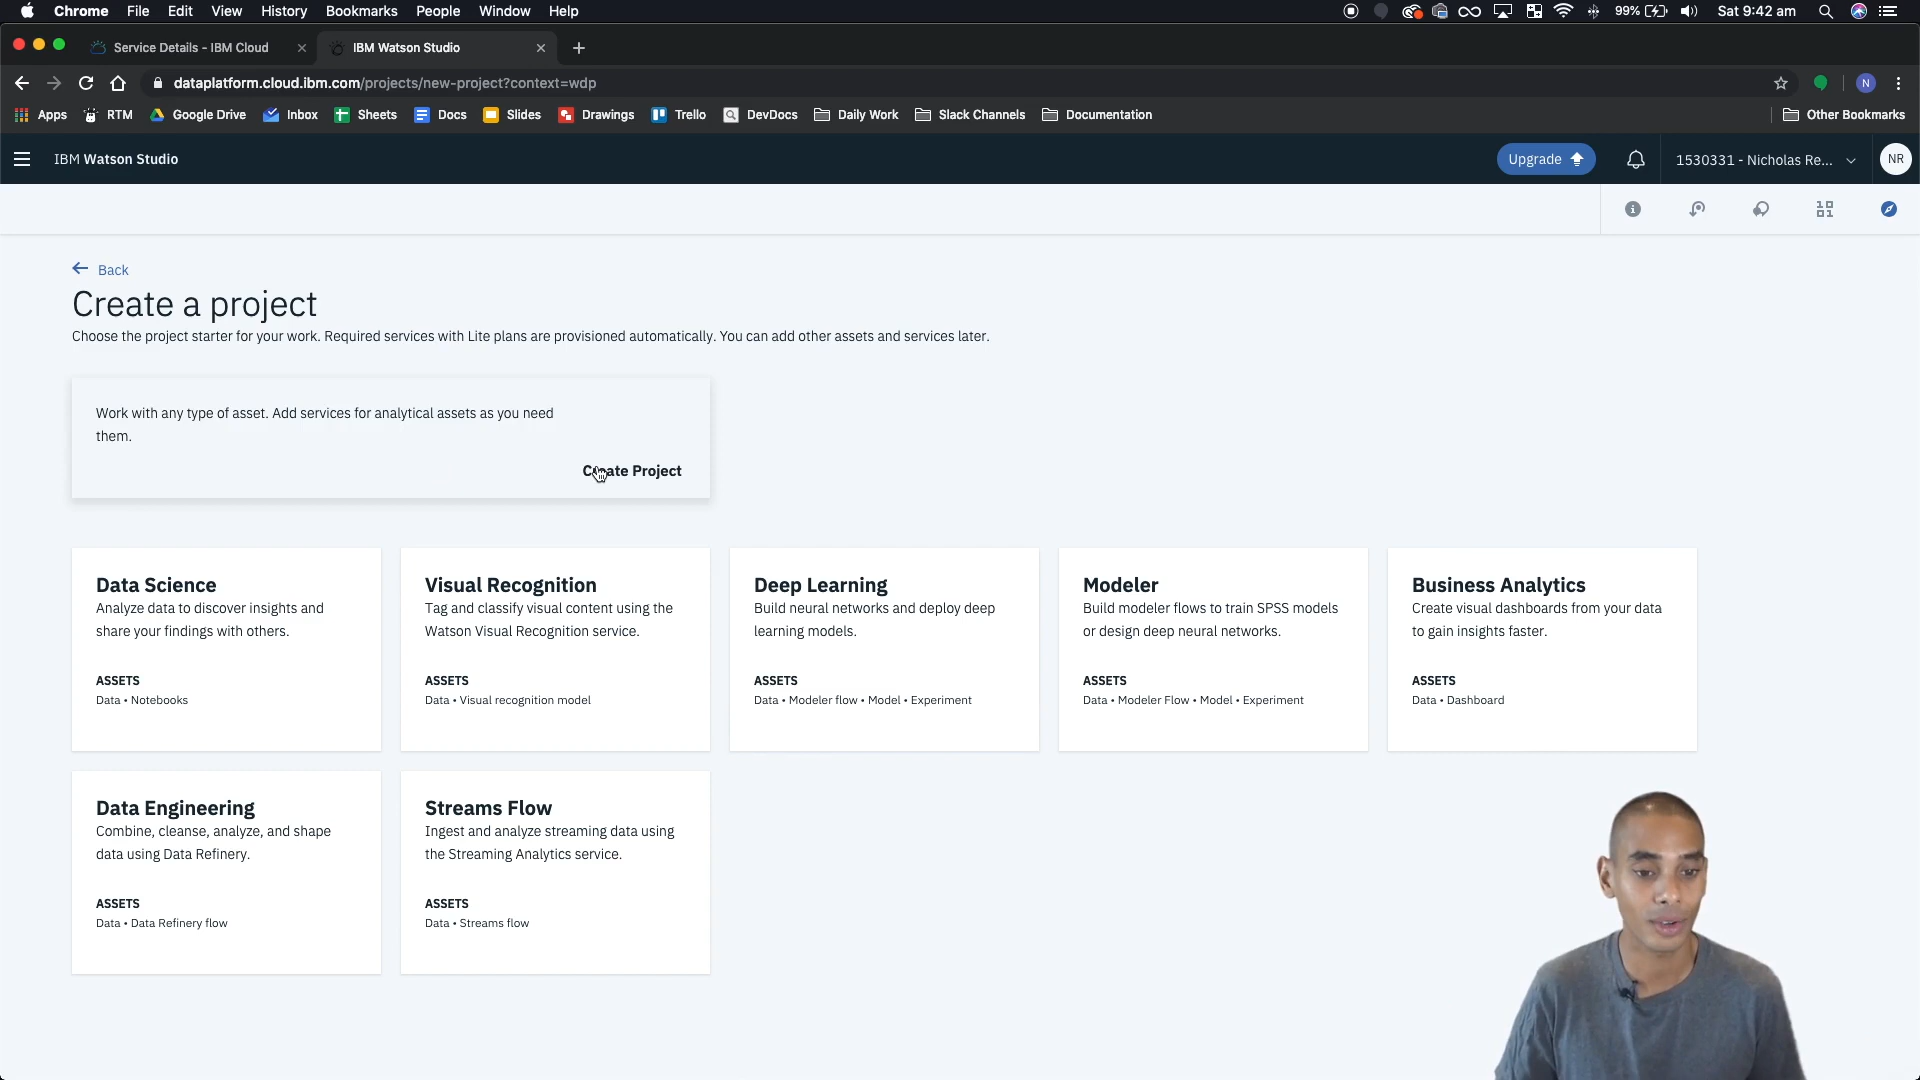 Chrome File Edit View History Bookmarks People Window Help 99% Sat 9:42 am
Service Details - IBM Cloud IBM Watson Studio
dataplatform.cloud.ibm.com/projects/new-project?context=wdp N
Apps RTM Google Drive Inbox Sheets Docs Slides Drawings Trello DevDocs Daily Work Slack Channels Documentation Other Bookmarks
IBM Watson Studio Upgrade 1530331 - Nicholas Re... NR
Back
Create a project
Choose the project starter for your work. Required services with Lite plans are provisioned automatically. You can add other assets and services later.
Work with any type of asset. Add services for analytical assets as you need
them.
Create Project
Data Science
Analyze data to discover insights and
share your findings with others.
ASSETS
Data • Notebooks
Visual Recognition
Tag and classify visual content using the
Watson Visual Recognition service.
ASSETS
Data • Visual recognition model
Deep Learning
Build neural networks and deploy deep
learning models.
ASSETS
Data • Modeler flow • Model • Experiment
Modeler
Build modeler flows to train SPSS models
or design deep neural networks.
ASSETS
Data • Modeler Flow • Model • Experiment
Business Analytics
Create visual dashboards from your data
to gain insights faster.
ASSETS
Data • Dashboard
Data Engineering
Combine, cleanse, analyze, and shape
data using Data Refinery.
ASSETS
Data • Data Refinery flow
Streams Flow
Ingest and analyze streaming data using
the Streaming Analytics service.
ASSETS
Data • Streams flow